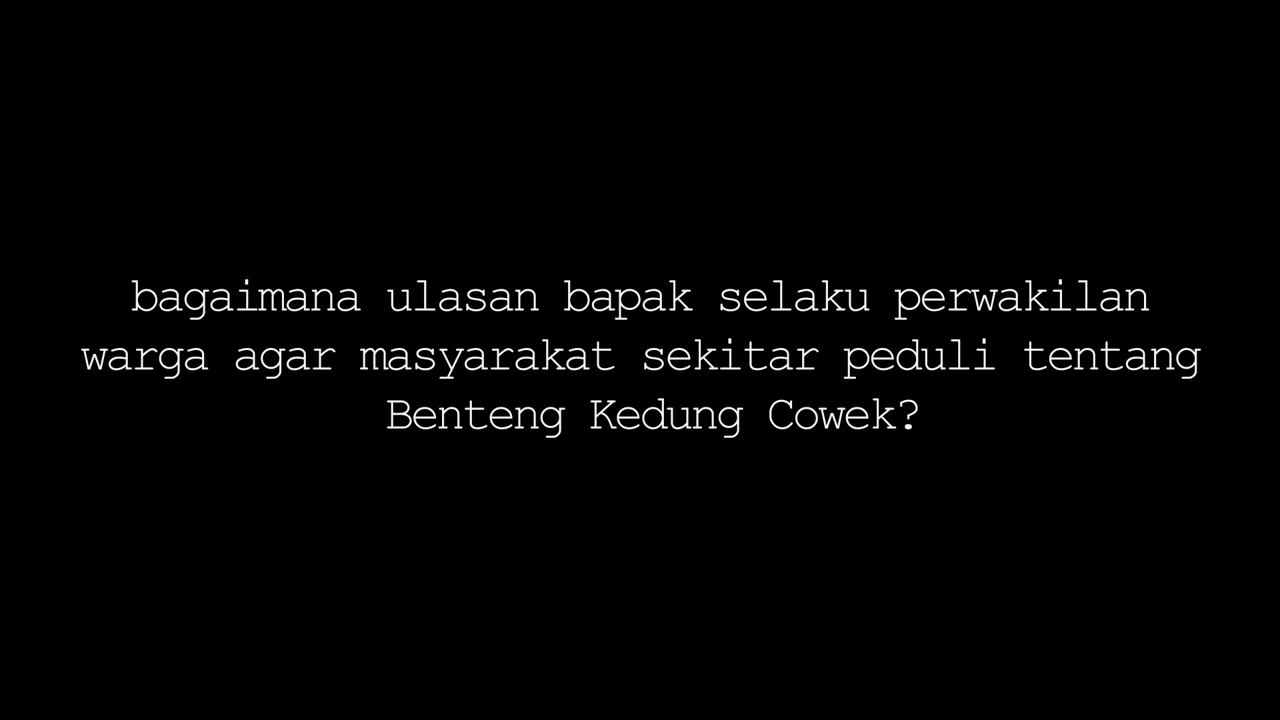 bagaimana ulasan bapak selaku perwakilan
warga agar masyarakat sekitar peduli tentang
Benteng Kedung Cowek?